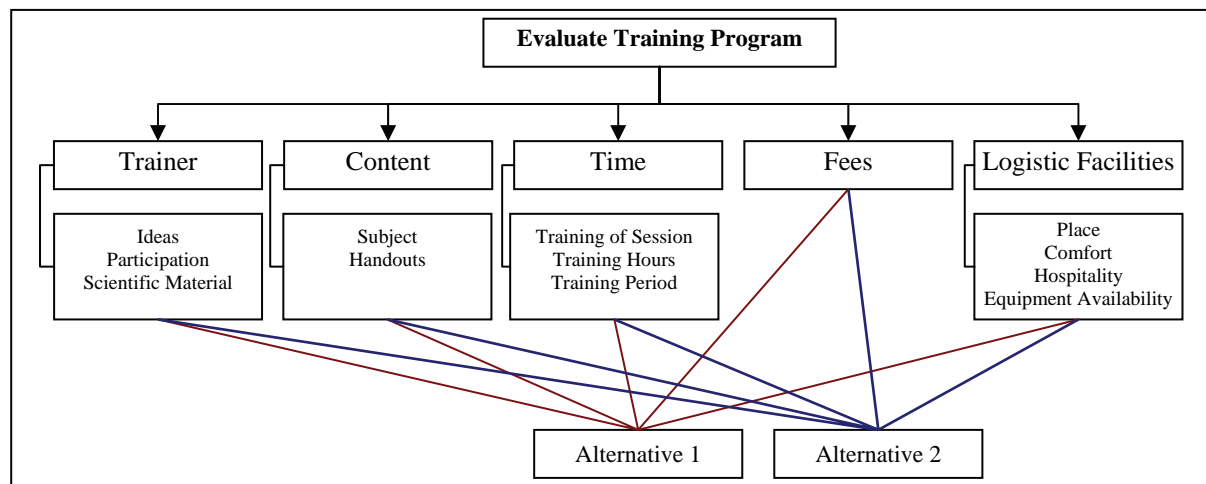 Evaluate Training Program
Trainer
Content
Time
Fees
Logistic Facilities
Ideas
Participation
Scientific Material
Subject
Handouts
Training of Session
Training Hours
Training Period
Place
Comfort
Hospitality
Equipment Availability
Alternative 1
Alternative 2